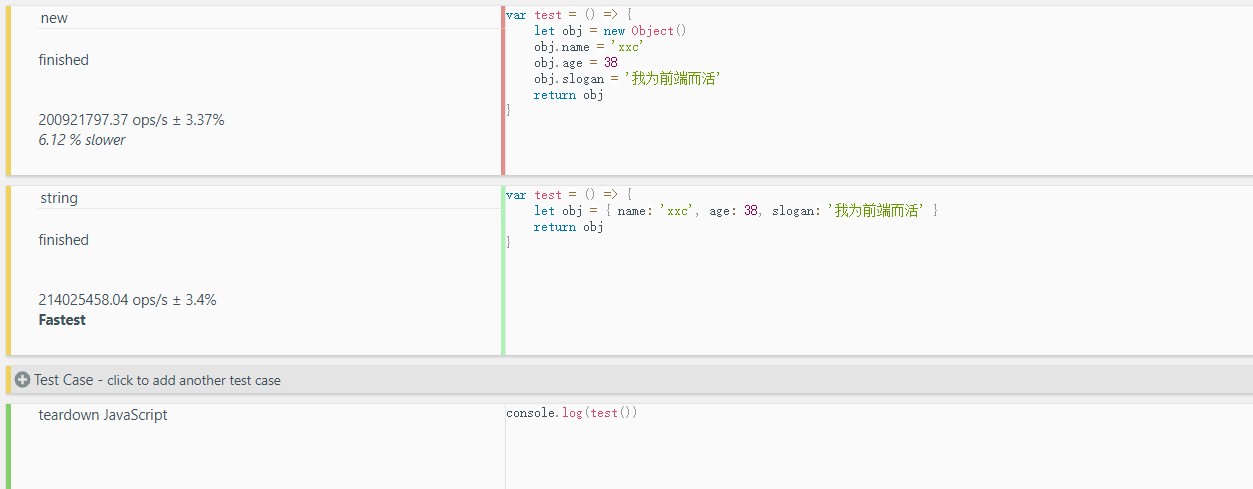 new
finished
200921797.37 ops/s ± 3.37%
6.12 % slower
var test = () => {
let obj = new Object()
obj.name = 'xxc'
obj.age = 38
obj.slogan = '我为前端而活'
return obj
}
string
finished
214025458.04 ops/s ± 3.4%
Fastest
var test = () => {
let obj = { name: 'xxc', age: 38, slogan: '我为前端而活' }
return obj
}
Test Case - click to add another test case
teardown JavaScript
console.log(test())